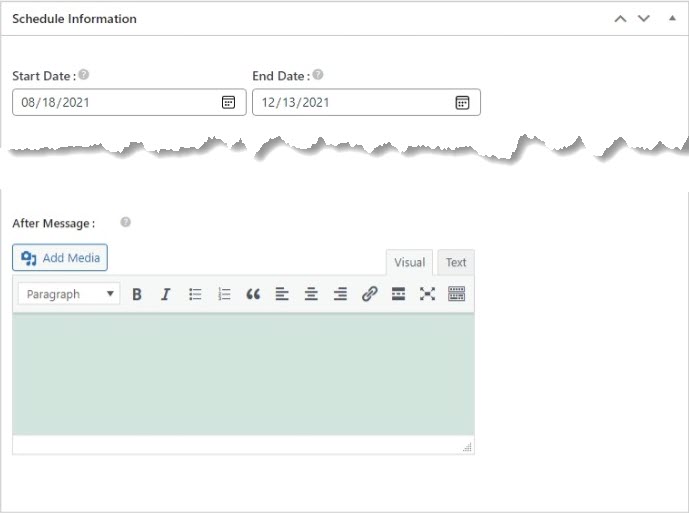 Schedule Information
Start Date : End Date :
08/18/2021 12/13/2021
After Message :
Add Media
Visual Text
Paragraph B I